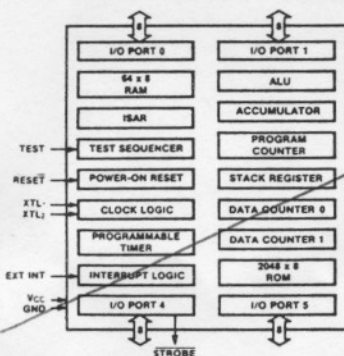 8 8
I/O PORT 0 I/O PORT 1
64 x 8
RAM
ALU
ISAR
ACCUMULATOR
TEST
TEST SEQUENCER
PROGRAM
COUNTER
RESET
POWER-ON RESET
STACK REGISTER
XTL1
XTL2
CLOCK LOGIC
DATA COUNTER 0
PROGRAMMABLE
TIMER
DATA COUNTER 1
EXT INT
INTERRUPT LOGIC
2048 x 8
ROM
VCC
GND
I/O PORT 4 I/O PORT 5
8 8
STROBE